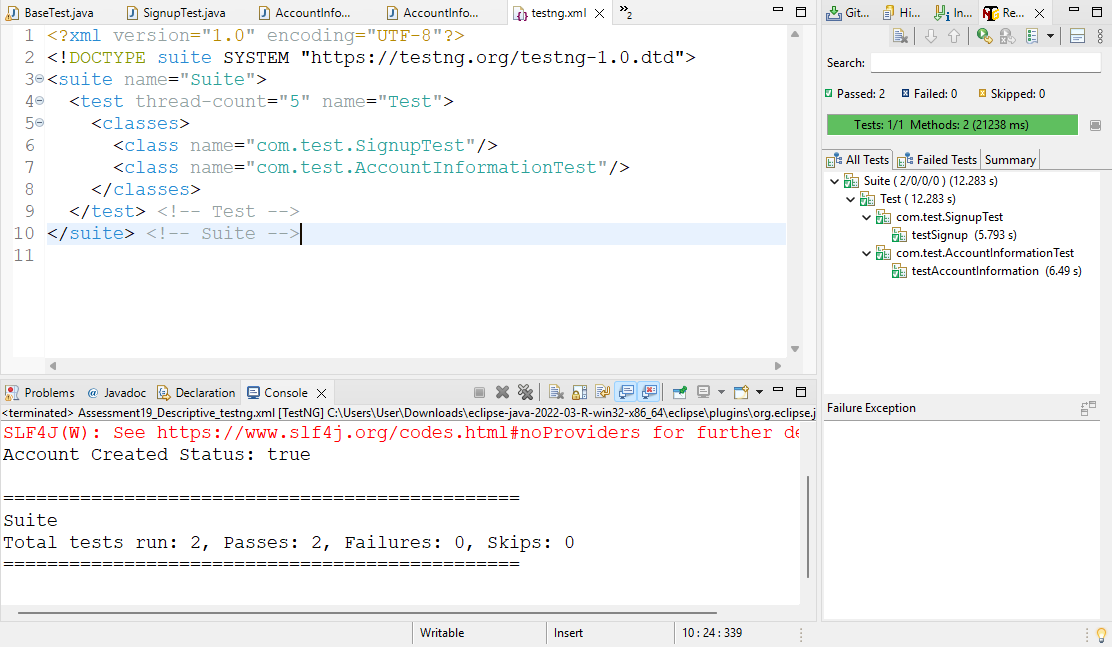 BaseTest.java SignupTest.java AccountInfo... AccountInfo... testng.xml »2
1 <?xml version="1.0" encoding="UTF-8"?>
2 <!DOCTYPE suite SYSTEM "https://testng.org/testng-1.0.dtd">
3 <suite name="Suite">
4 <test thread-count="5" name="Test">
5 <classes>
6 <class name="com.test.SignupTest"/>
7 <class name="com.test.AccountInformationTest"/>
8 </classes>
9 </test> <!-- Test -->
10 </suite> <!-- Suite -->
11
Problems @ Javadoc Declaration Console
<terminated> Assessment19_Descriptive_testng.xml [TestNG] C:\Users\User\Downloads\eclipse-java-2022-03-R-win32-x86_64\eclipse\plugins\org.eclipse.j
SLF4J(W): See https://www.slf4j.org/codes.html#noProviders for further de
Account Created Status: true
===============================================
Suite
Total tests run: 2, Passes: 2, Failures: 0, Skips: 0
===============================================
Writable Insert 10 : 24 : 339
Git... Hi... In... Re...
Search:
Passed: 2 Failed: 0 Skipped: 0
Tests: 1/1 Methods: 2 (21238 ms)
All Tests Failed Tests Summary
Suite ( 2/0/0/0 ) (12.283 s)
Test ( 12.283 s)
com.test.SignupTest
testSignup (5.793 s)
com.test.AccountInformationTest
testAccountInformation (6.49 s)
Failure Exception